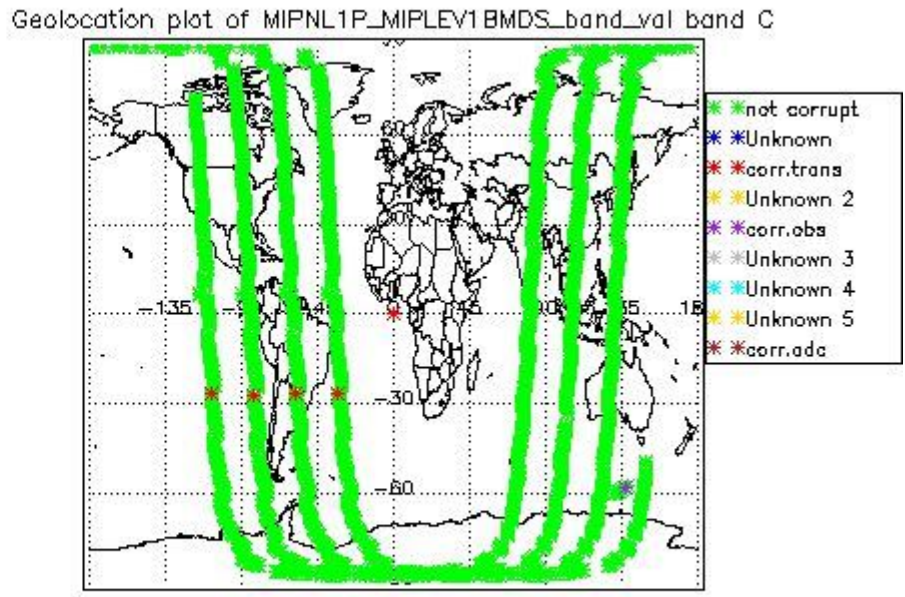 Geolocation plot of MIPNL1P_MIPLEV1BMDS_band_val band C
not corrupt
Unknown
corr.trans
Unknown 2
corr.obs
Unknown 3
Unknown 4
Unknown 5
corr.adc
60
-135
-30
-60